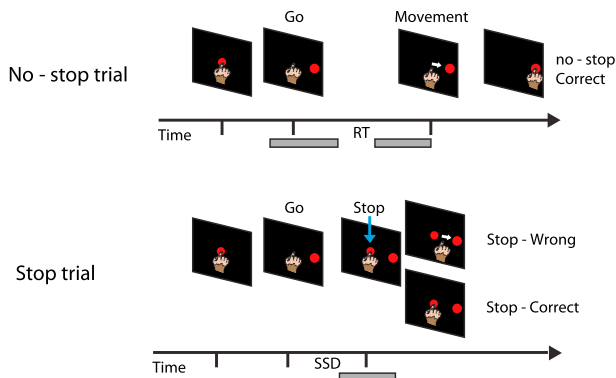 Go
Movement
No - stop trial
no - stop
Correct
Time
RT
Go
Stop
Stop - Wrong
Stop trial
Stop - Correct
Time
SSD